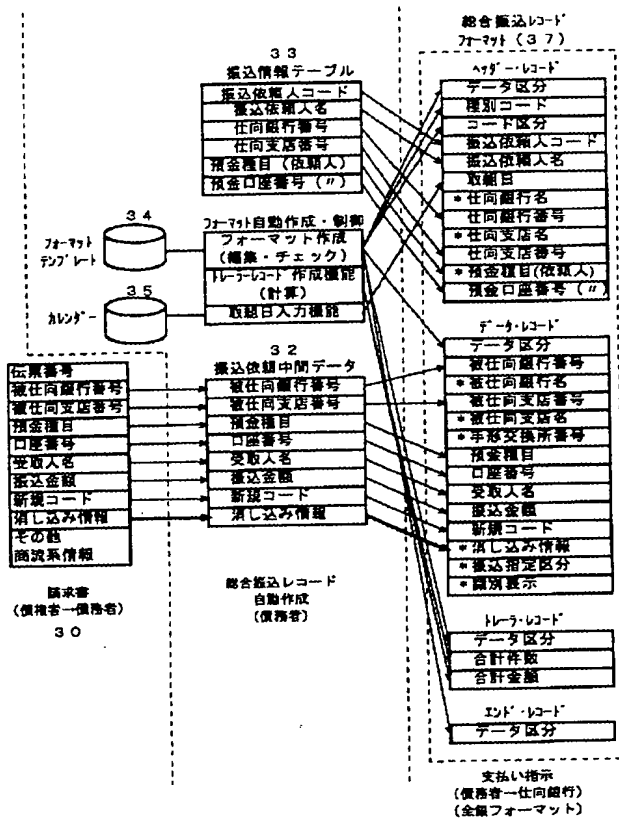 総合振込レコード
フォーマット(37)
33
振込情報テーブル
振込依頼人コード
振込依頼人名
仕向銀行番号
仕向支店番号
預金種目(依頼人)
預金口座番号(〃)
ヘッダー・レコード
データ区分
種別コード
コード区分
振込依頼人コード
振込依頼人名
取組日
*仕向銀行名
仕向銀行番号
*仕向支店名
仕向支店番号
*預金種目(依頼人)
預金口座番号(〃)
34
フォーマット
テンプレート
35
カレンダー
フォーマット自動作成・制御
フォーマット作成
(編集・チェック)
トレーラ・レコード作成機能
(計算)
取組日入力機能
伝票番号
被仕向銀行番号
被仕向支店番号
預金種目
口座番号
受取人名
振込金額
新規コード
消し込み情報
その他
商流系情報
請求書
(債権者→債務者)
30
32
振込依頼中間データ
被仕向銀行番号
被仕向支店番号
預金種目
口座番号
受取人名
振込金額
新規コード
消し込み情報
総合振込レコード
自動作成
(債務者)
データ・レコード
データ区分
被仕向銀行番号
*被仕向銀行名
被仕向支店番号
*被仕向支店名
*手形交換所番号
預金種目
口座番号
受取人名
振込金額
新規コード
*消し込み情報
*振込指定区分
*識別表示
トレーラ・レコード
データ区分
合計件数
合計金額
エンド・レコード
データ区分
支払い指示
(債務者→仕向銀行)
(全銀フォーマット)